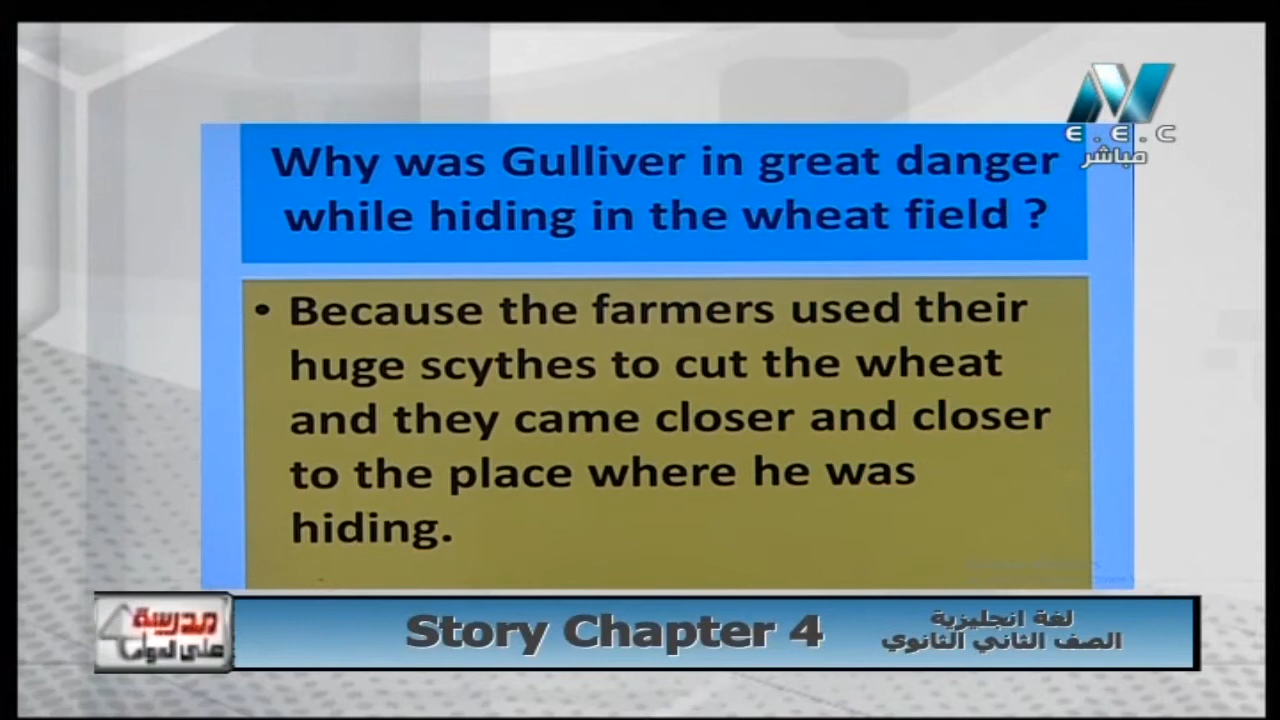 E.E.C
مباشر
Why was Gulliver in great danger
while hiding in the wheat field ?
• Because the farmers used their
huge scythes to cut the wheat
and they came closer and closer
to the place where he was
hiding.
مدرسة
على الهواء
Story Chapter 4
لغة انجليزية
الصف الثاني الثانوي